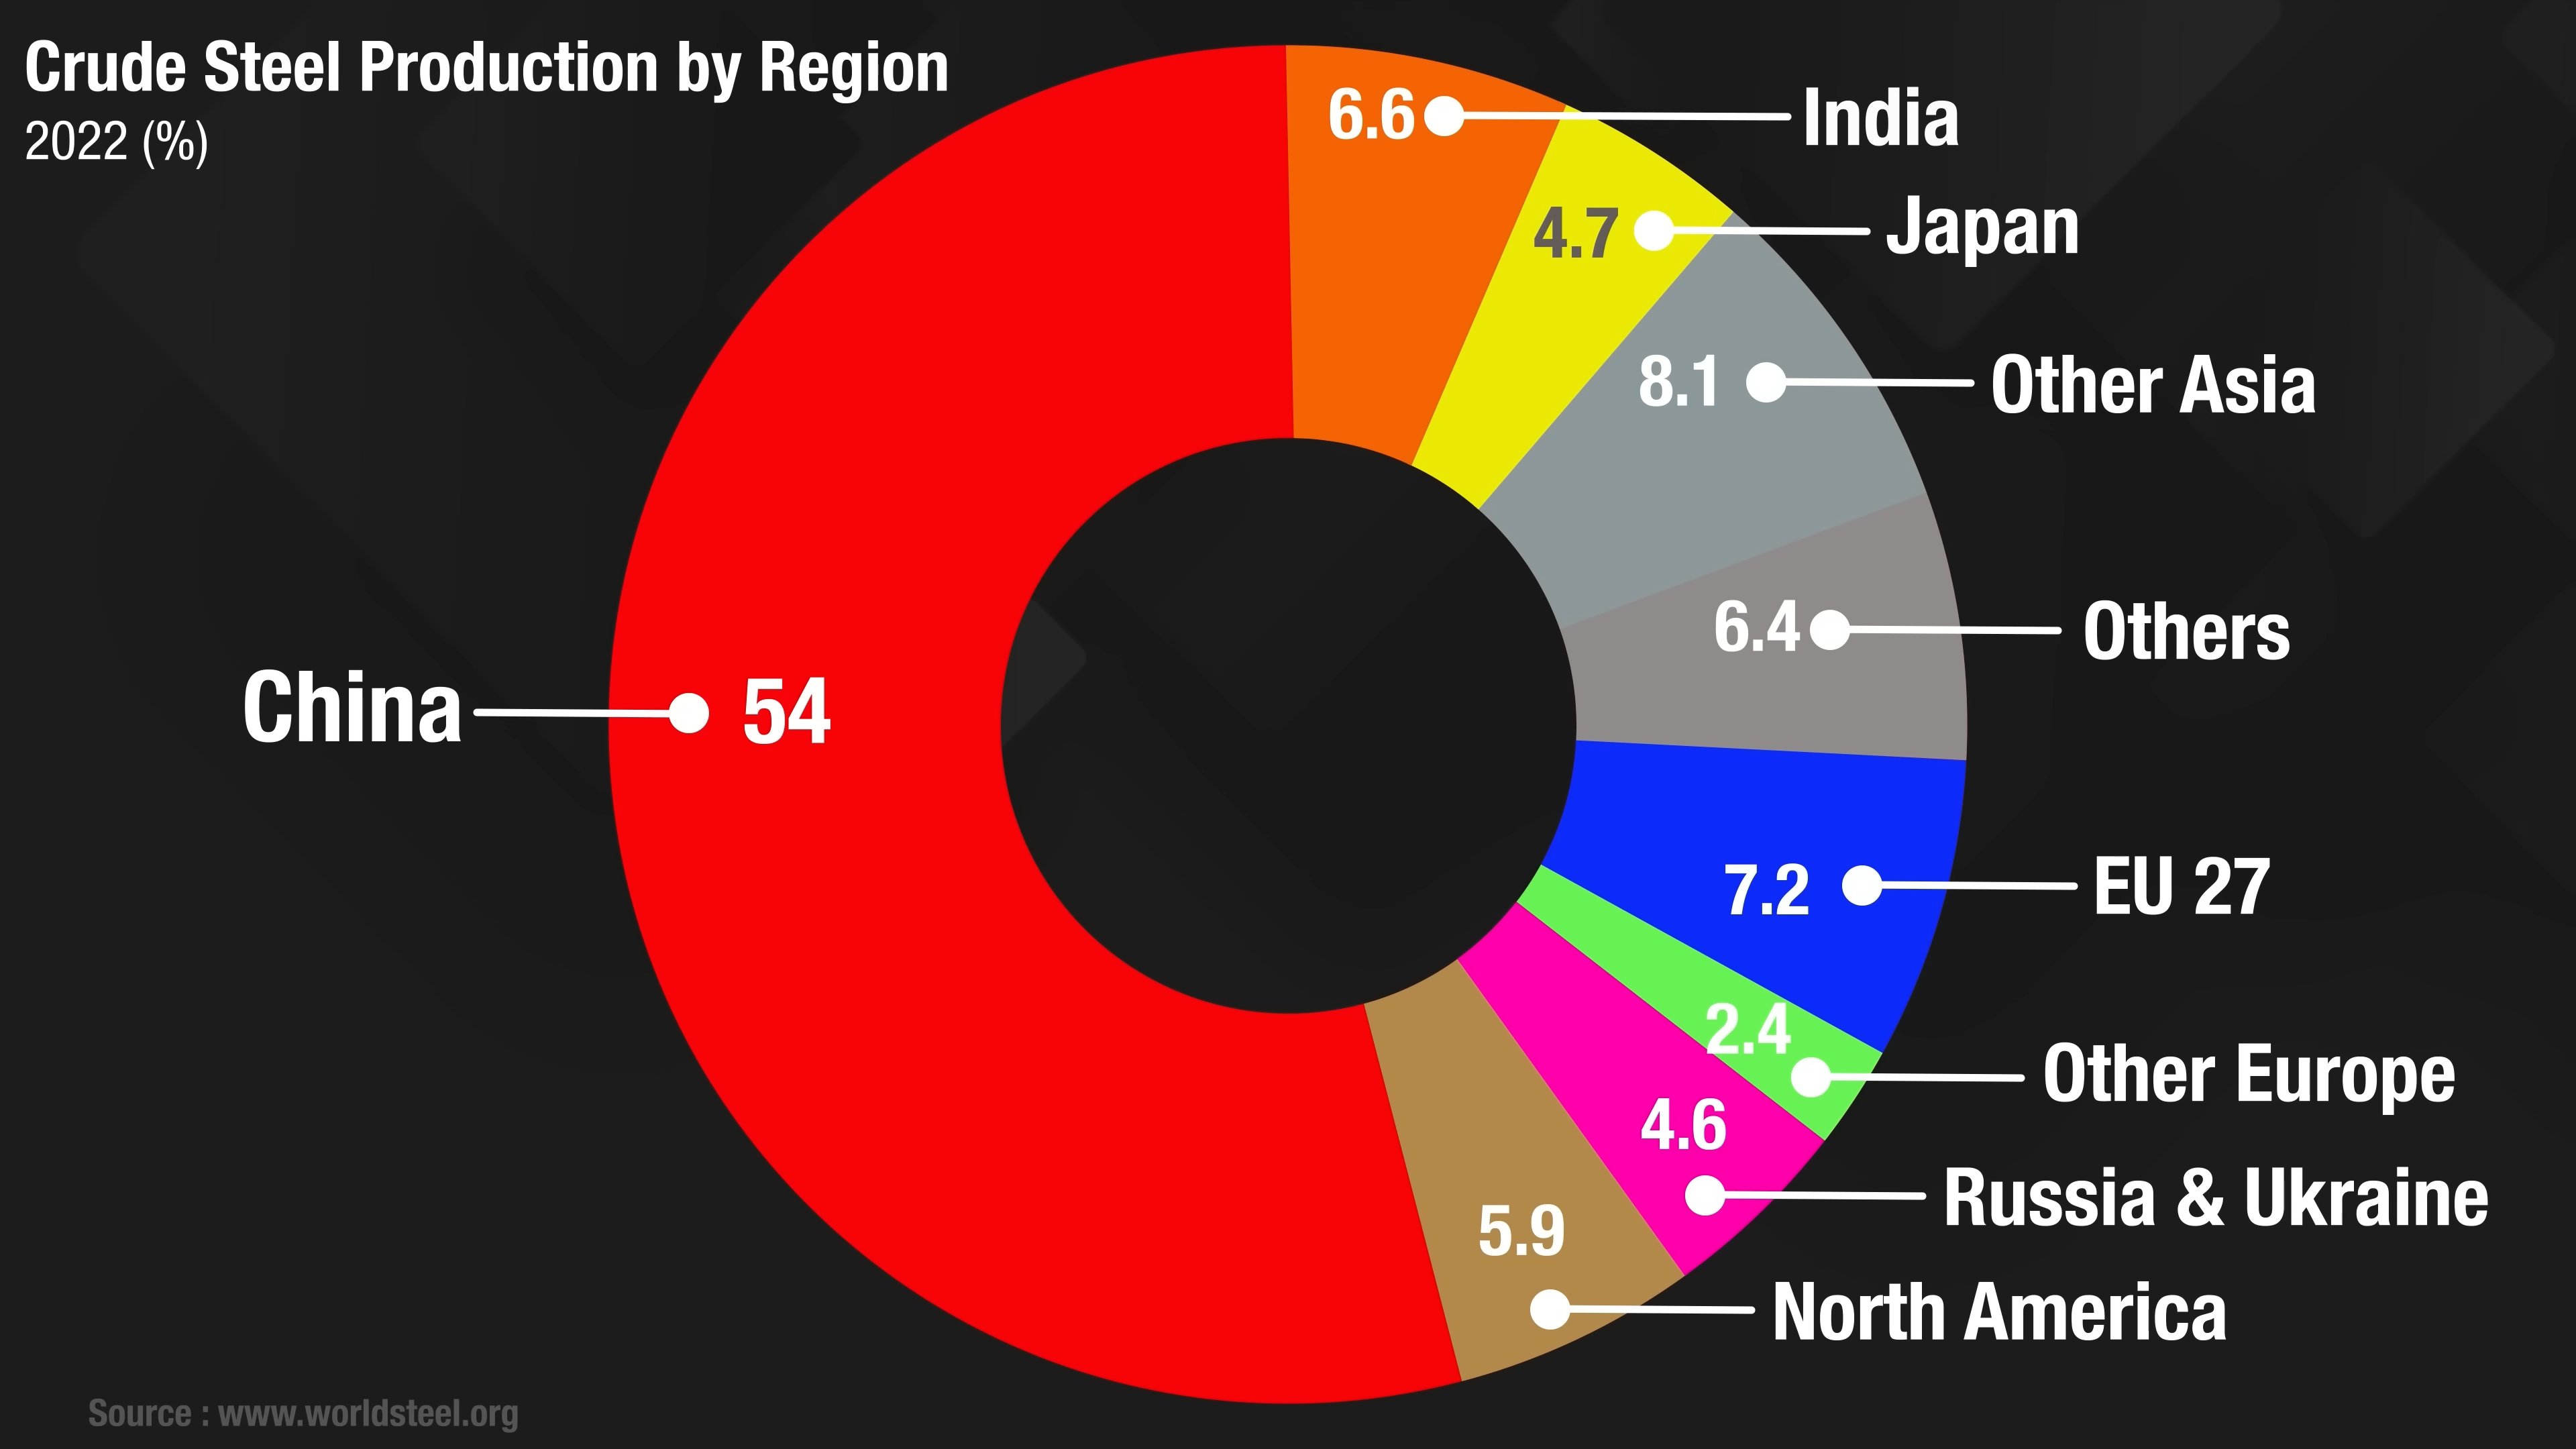 Crude Steel Production by Region
2022 (%)
6.6 India
4.7 Japan
8.1 Other Asia
6.4 Others
China 54
7.2 EU 27
2.4 Other Europe
4.6 Russia & Ukraine
5.9 North America
Source : www.worldsteel.org